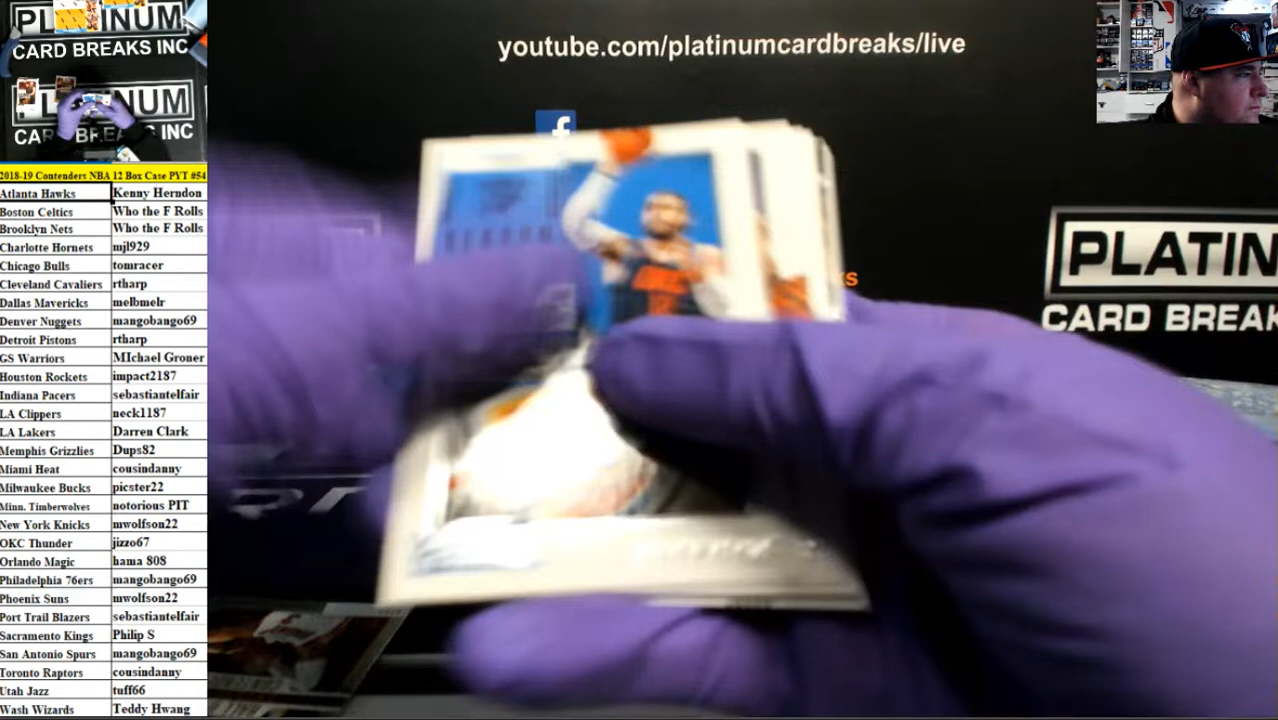 PLATINUM
CARD BREAKS INC
PLATINUM
CARD BREAKS INC
youtube.com/platinumcardbreaks/live
f
PLATIN
CARD BREAK
2018-19 Contenders NBA 12 Box Case PYT #54
Atlanta Hawks Kenny Herndon
Boston Celtics Who the F Rolls
Brooklyn Nets Who the F Rolls
Charlotte Hornets mjl929
Chicago Bulls tomracer
Cleveland Cavaliers rtharp
Dallas Mavericks melbmelr
Denver Nuggets mangobango69
Detroit Pistons rtharp
GS Warriors MIchael Groner
Houston Rockets impact2187
Indiana Pacers sebastiantelfair
LA Clippers neck1187
LA Lakers Darren Clark
Memphis Grizzlies Dups82
Miami Heat cousindanny
Milwaukee Bucks picster22
Minn. Timberwolves notorious PIT
New York Knicks mwolfson22
OKC Thunder jizzo67
Orlando Magic hama 808
Philadelphia 76ers mangobango69
Phoenix Suns mwolfson22
Port Trail Blazers sebastiantelfair
Sacramento Kings Philip S
San Antonio Spurs mangobango69
Toronto Raptors cousindanny
Utah Jazz tuff66
Wash Wizards Teddy Hwang